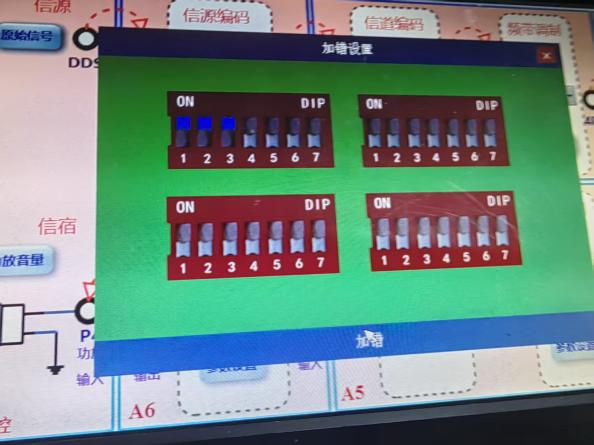 信源
信源编码
信道编码
频带调制
原始信号
DDS
加错设置
ON DIP
1 2 3 4 5 6 7
ON DIP
1 2 3 4 5 6 7
ON DIP
1 2 3 4 5 6 7
ON DIP
1 2 3 4 5 6 7
信宿
功放音量
加错
输入
输出
输入
A6
A5